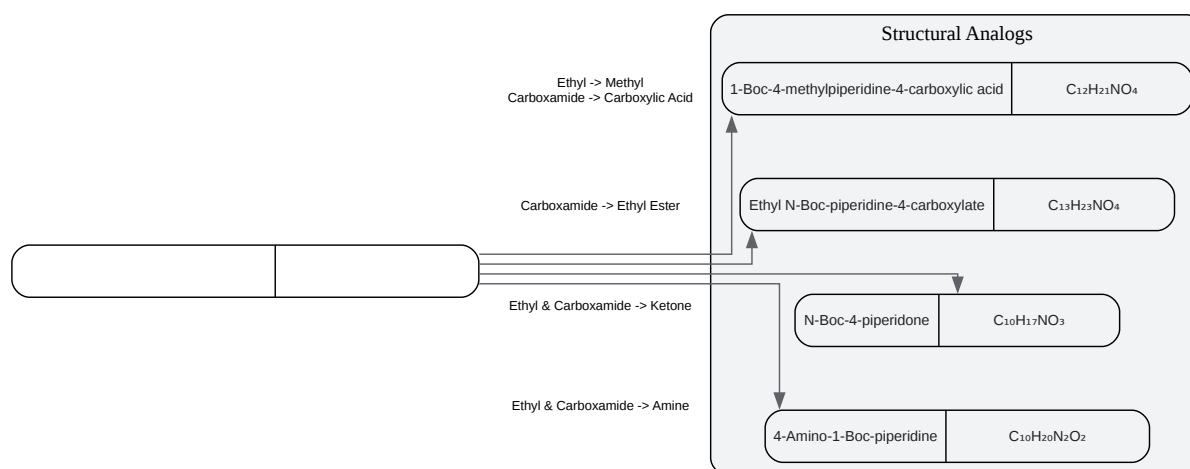 Structural Analogs
Ethyl -> Methyl
Carboxamide -> Carboxylic Acid
1-Boc-4-methylpiperidine-4-carboxylic acid
C₁₂H₂₁NO₄
Carboxamide -> Ethyl Ester
Ethyl N-Boc-piperidine-4-carboxylate
C₁₃H₂₃NO₄
Ethyl & Carboxamide -> Ketone
N-Boc-4-piperidone
C₁₀H₁₇NO₃
Ethyl & Carboxamide -> Amine
4-Amino-1-Boc-piperidine
C₁₀H₂₀N₂O₂